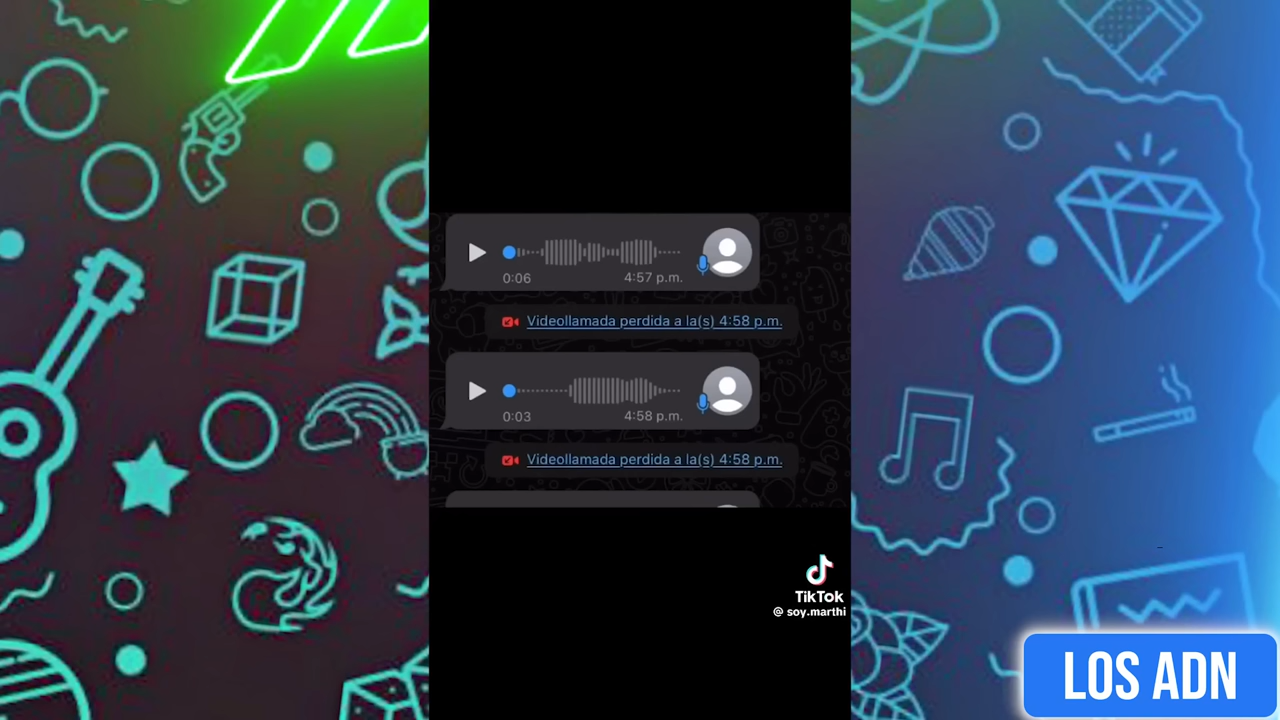 0:06
4:57 p.m.
Videollamada perdida a la(s) 4:58 p.m.
0:03
4:58 p.m.
Videollamada perdida a la(s) 4:58 p.m.
TikTok
@ soy.marthi
LOS ADN